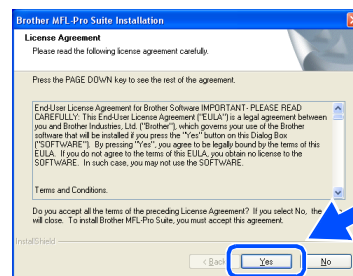 Brother MFL-Pro Suite Installation
License Agreement
Please read the following license agreement carefully.
Press the PAGE DOWN key to see the rest of the agreement.
End-User License Agreement for Brother Software IMPORTANT- PLEASE READ
CAREFULLY: This End-User License Agreement ("EULA") is a legal agreement between
you and Brother Industries, Ltd. ("Brother"), which governs your use of the Brother
software that will be installed if you press the "Yes" button on this Dialog Box
("SOFTWARE"). By pressing "Yes", you agree to be legally bound by the terms of this
EULA. If you do not agree to the terms of this EULA, you obtain no license to the
SOFTWARE. In such case, you may not use the SOFTWARE.
Terms and Conditions.
Do you accept all the terms of the preceding License Agreement? If you select No, the
will close. To install Brother MFL-Pro Suite, you must accept this agreement.
InstallShield
< Back Yes No